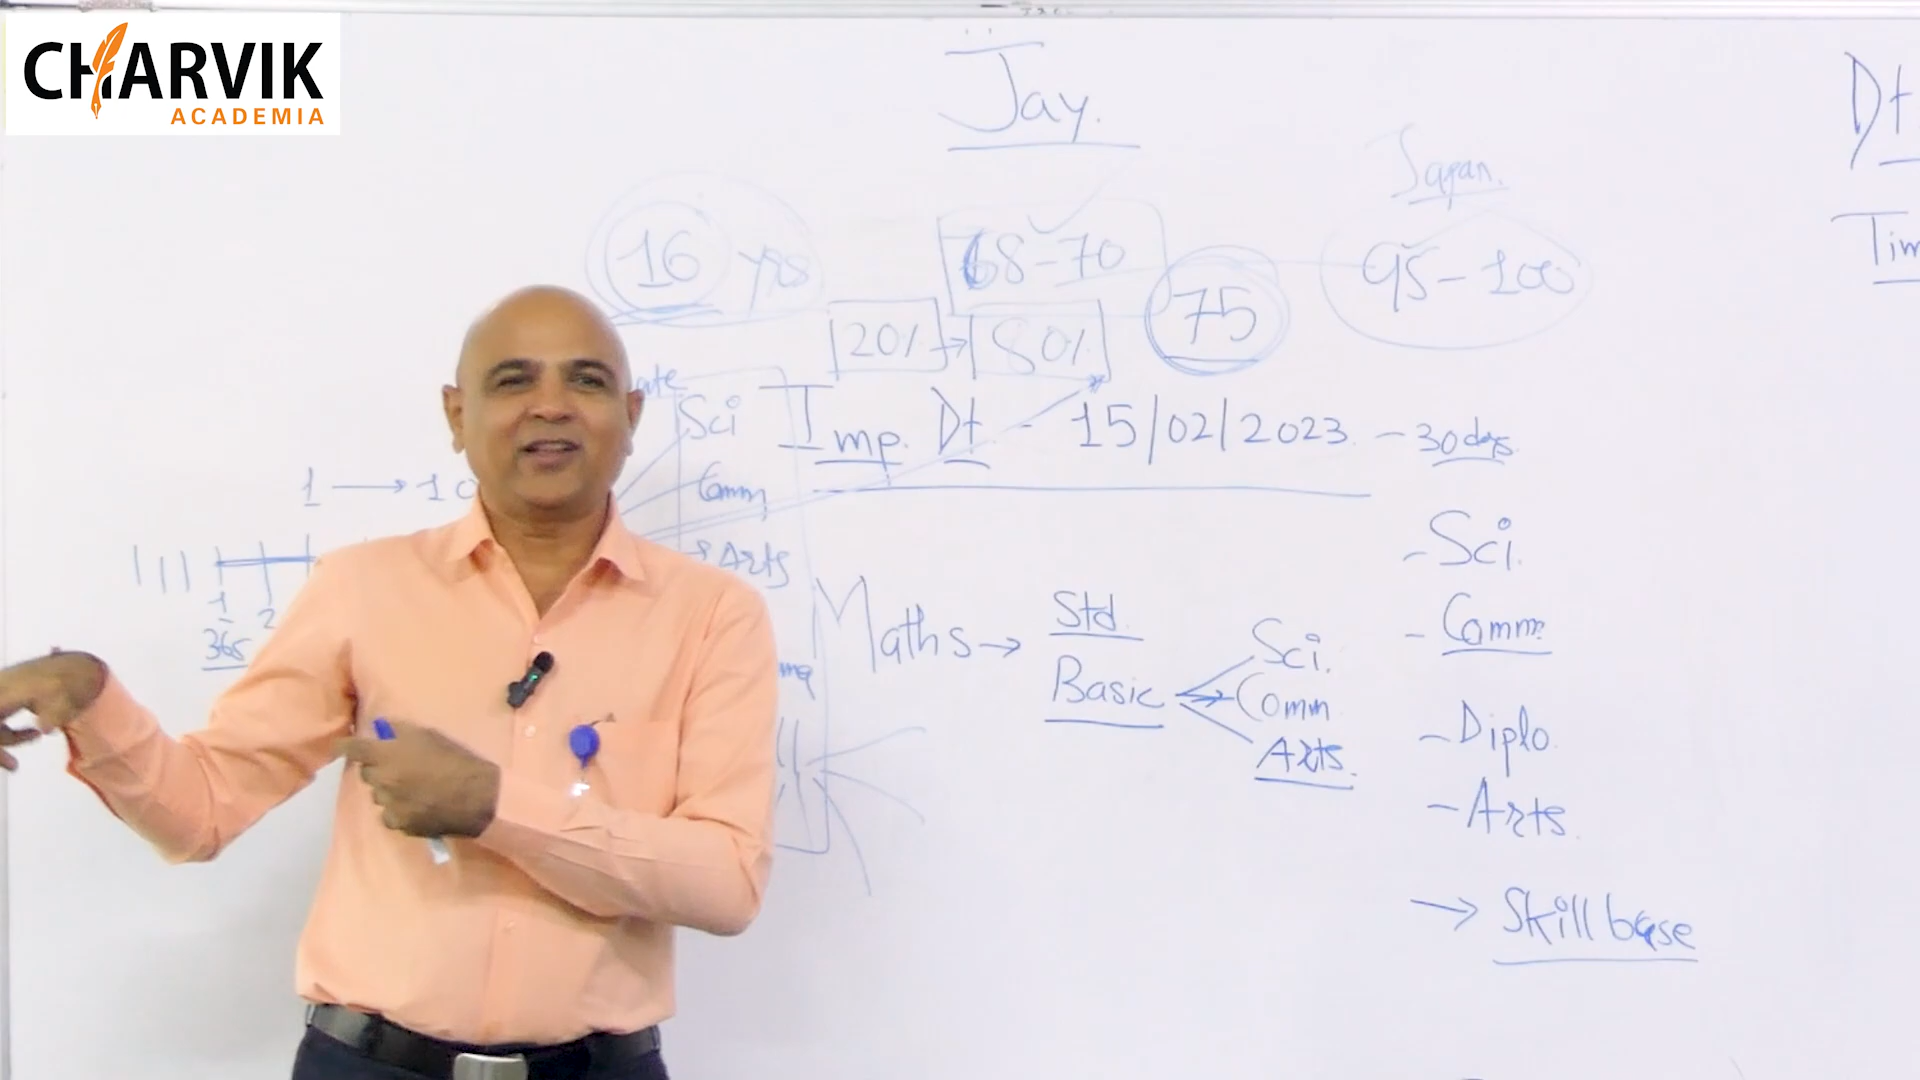 CHARVIK
ACADEMIA
Jay.
Dt
Tim
Japan.
16 yrs
68-70
75
95-100
20% → 80%
Sci
Imp. Dt - 15/02/2023 - 30 days
Comm
1 → 10
Arts
1 2
365
- Sci.
- Comm.
- Diplo.
- Arts.
→ Skill base
Maths → Std.
Basic
Sci.
Comm
Arts.